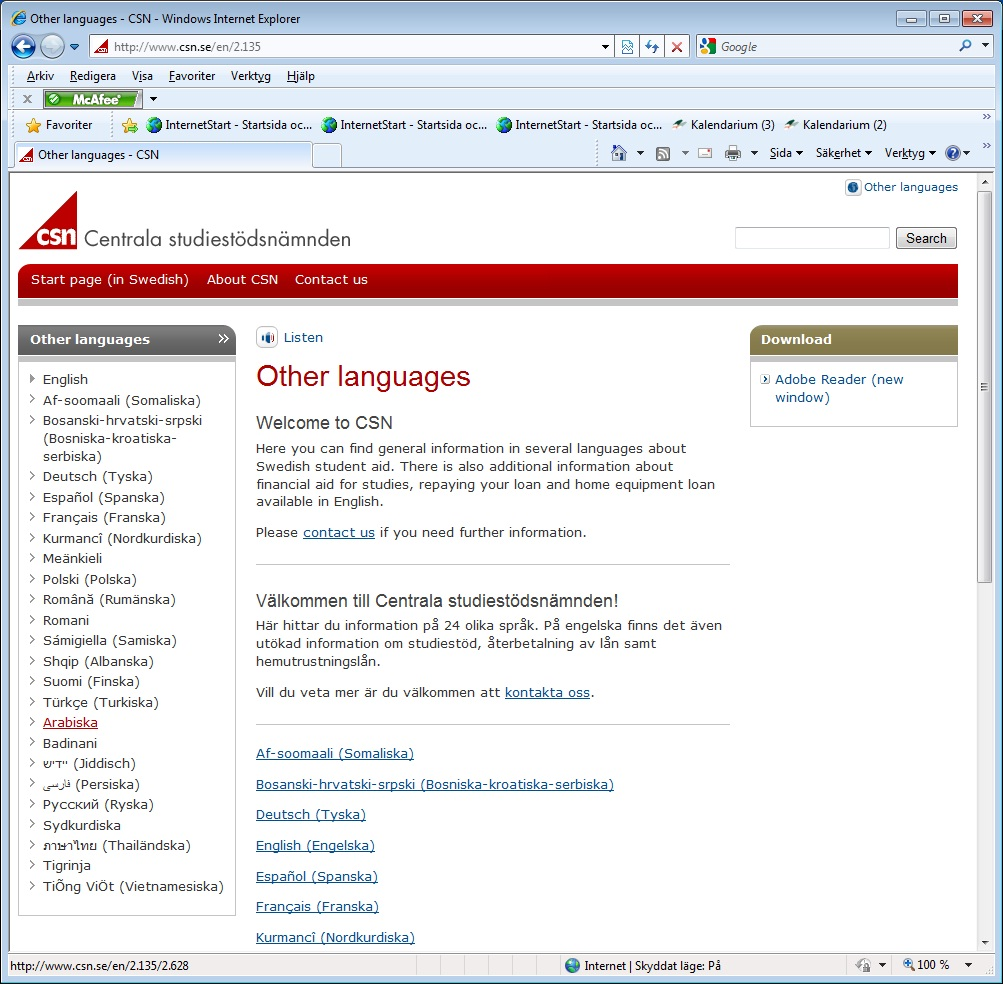 Other languages - CSN - Windows Internet Explorer
http://www.csn.se/en/2.135
Google
Arkiv Redigera Visa Favoriter Verktyg Hjälp
x McAfee
Favoriter InternetStart - Startsida oc... InternetStart - Startsida oc... InternetStart - Startsida oc... Kalendarium (3) Kalendarium (2)
Other languages - CSN Sida Säkerhet Verktyg
Other languages
csn Centrala studiestödsnämnden
Search
Start page (in Swedish) About CSN Contact us
Other languages
English
Af-soomaali (Somaliska)
Bosanski-hrvatski-srpski
(Bosniska-kroatiska-
serbiska)
Deutsch (Tyska)
Español (Spanska)
Français (Franska)
Kurmancî (Nordkurdiska)
Meänkieli
Polski (Polska)
Română (Rumänska)
Romani
Sámigiella (Samiska)
Shqip (Albanska)
Suomi (Finska)
Türkçe (Turkiska)
Arabiska
Badinani
ייִדיש (Jiddisch)
فارسی (Persiska)
Русский (Ryska)
Sydkurdiska
ภาษาไทย (Thailändska)
Tigrinja
TiÕng ViÖt (Vietnamesiska)
Listen
Other languages
Welcome to CSN
Here you can find general information in several languages about
Swedish student aid. There is also additional information about
financial aid for studies, repaying your loan and home equipment loan
available in English.
Please contact us if you need further information.
Välkommen till Centrala studiestödsnämnden!
Här hittar du information på 24 olika språk. På engelska finns det även
utökad information om studiestöd, återbetalning av lån samt
hemutrustningslån.
Vill du veta mer är du välkommen att kontakta oss.
Af-soomaali (Somaliska)
Bosanski-hrvatski-srpski (Bosniska-kroatiska-serbiska)
Deutsch (Tyska)
English (Engelska)
Español (Spanska)
Français (Franska)
Kurmancî (Nordkurdiska)
Download
Adobe Reader (new
window)
http://www.csn.se/en/2.135/2.628 Internet | Skyddat läge: På 100 %